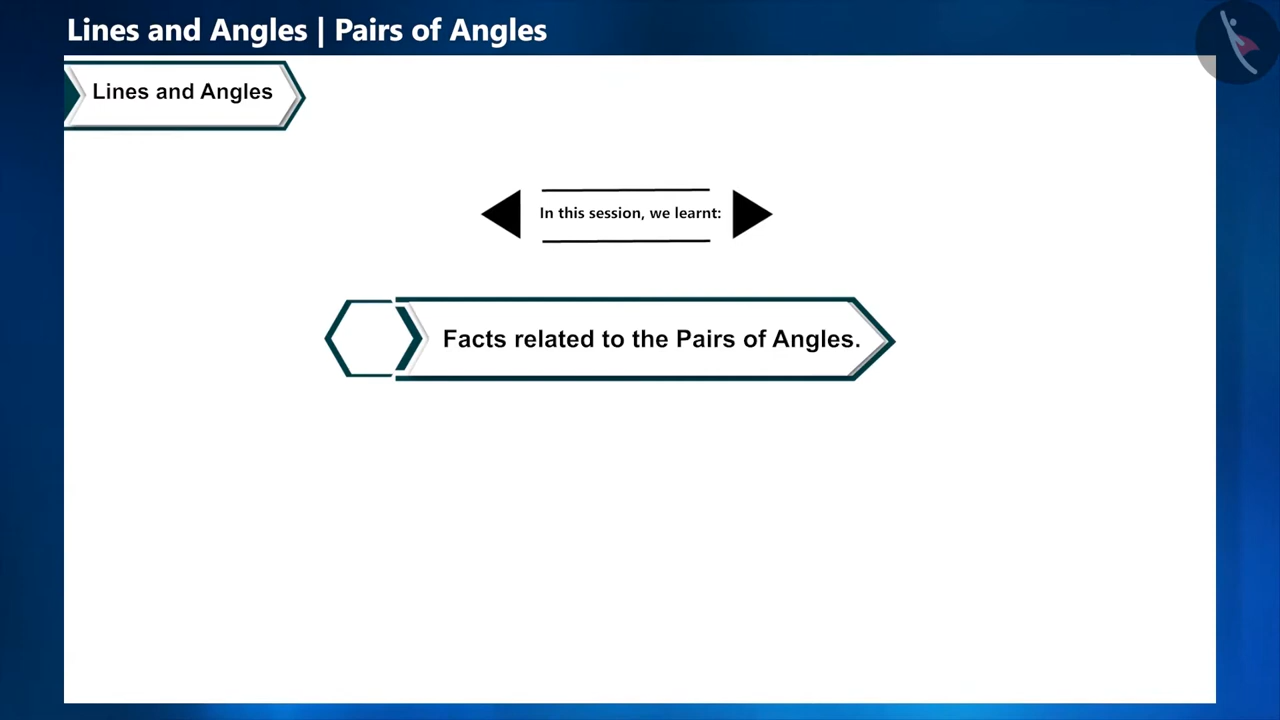 Lines and Angles | Pairs of Angles
Lines and Angles
In this session, we learnt:
Facts related to the Pairs of Angles.